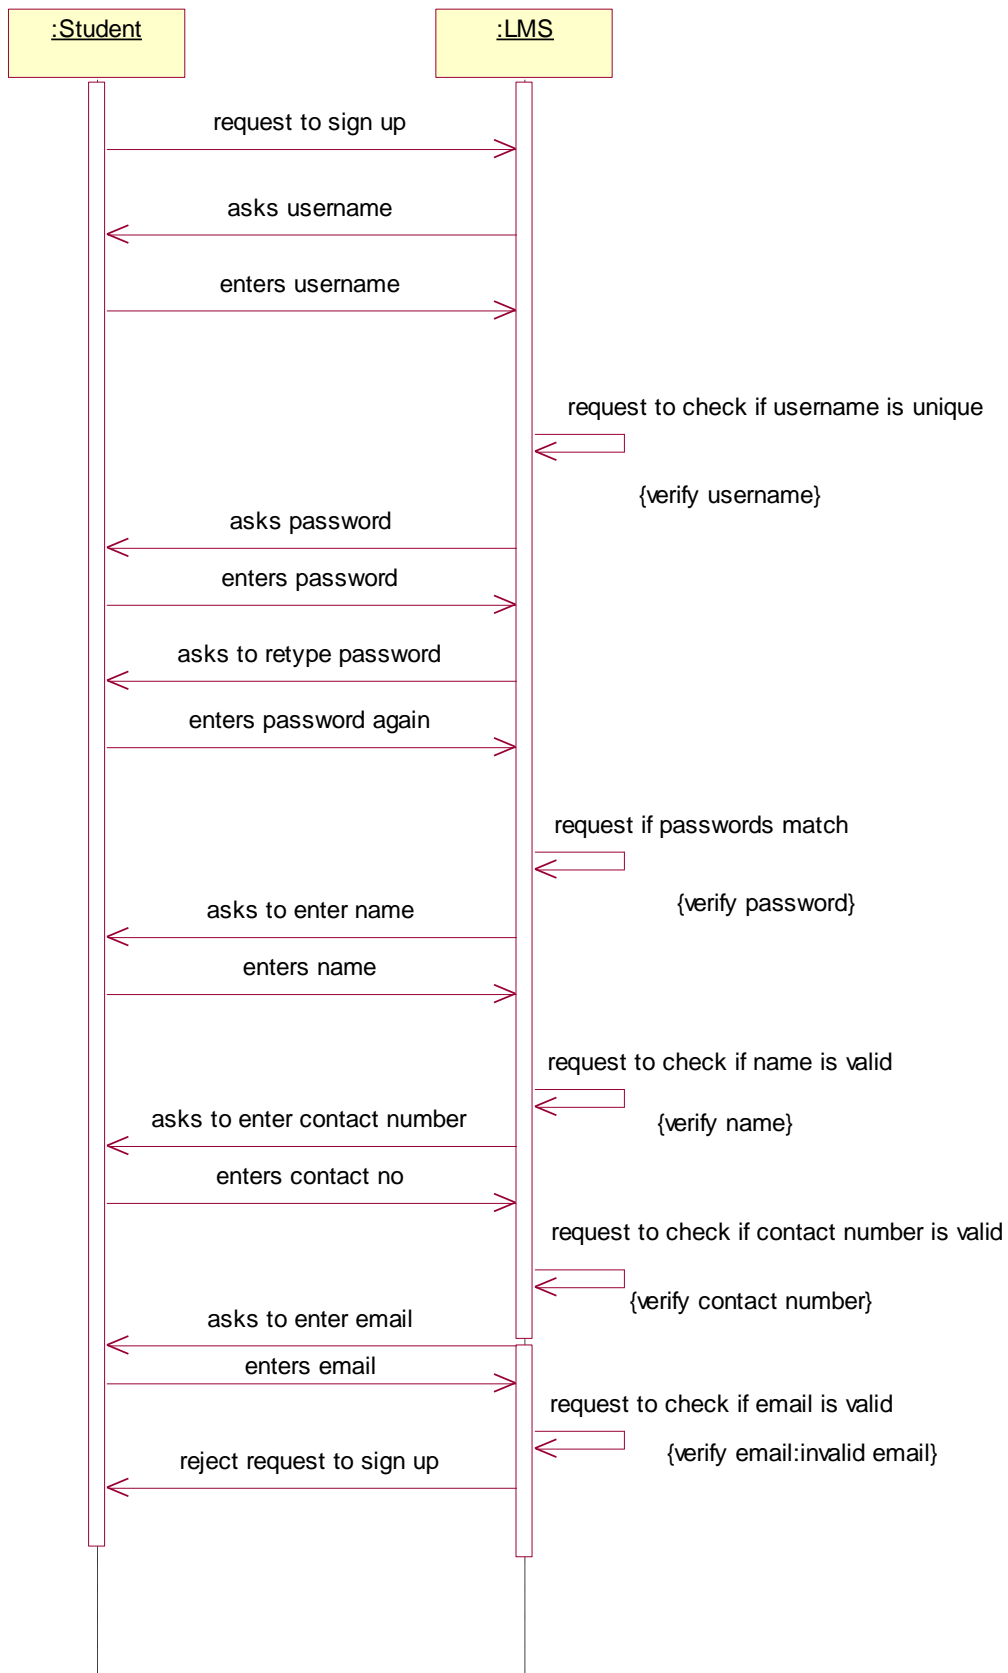 :Student
:LMS
request to sign up
asks username
enters username
request to check if username is unique
{verify username}
asks password
enters password
asks to retype password
enters password again
request if passwords match
{verify password}
asks to enter name
enters name
request to check if name is valid
{verify name}
asks to enter contact number
enters contact no
request to check if contact number is valid
{verify contact number}
asks to enter email
enters email
request to check if email is valid
{verify email:invalid email}
reject request to sign up